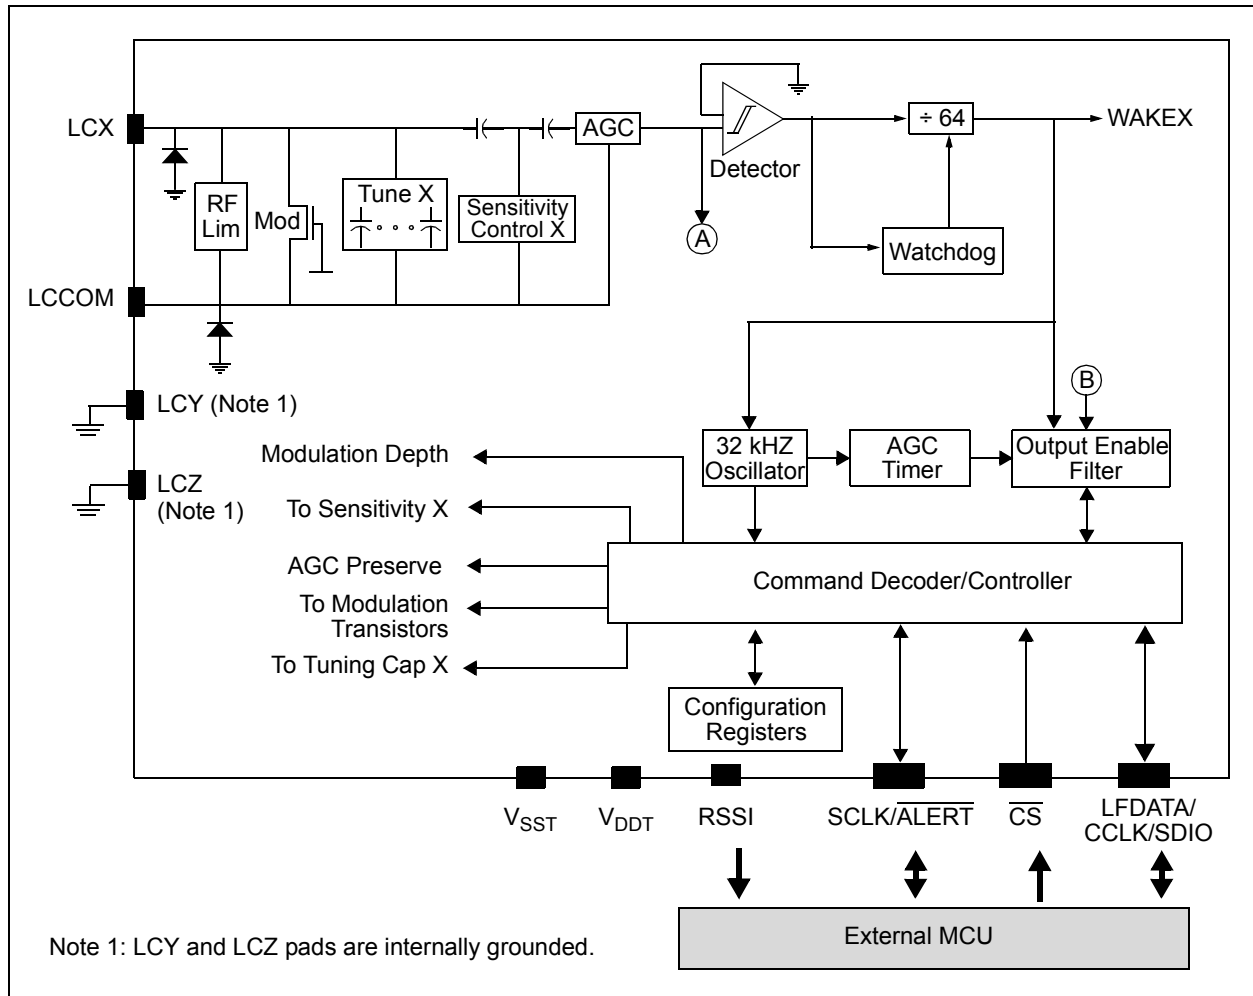 LCX
AGC
÷ 64
WAKEX
Detector
RF
Lim
Mod
Tune X
Sensitivity
Control X
A
Watchdog
LCCOM
B
LCY (Note 1)
LCZ
(Note 1)
32 kHZ
Oscillator
AGC
Timer
Output Enable
Filter
Modulation Depth
To Sensitivity X
AGC Preserve
To Modulation
Transistors
To Tuning Cap X
Command Decoder/Controller
Configuration
Registers
VSST
VDDT
RSSI
SCLK/ALERT
CS
LFDATA/
CCLK/SDIO
External MCU
Note 1: LCY and LCZ pads are internally grounded.